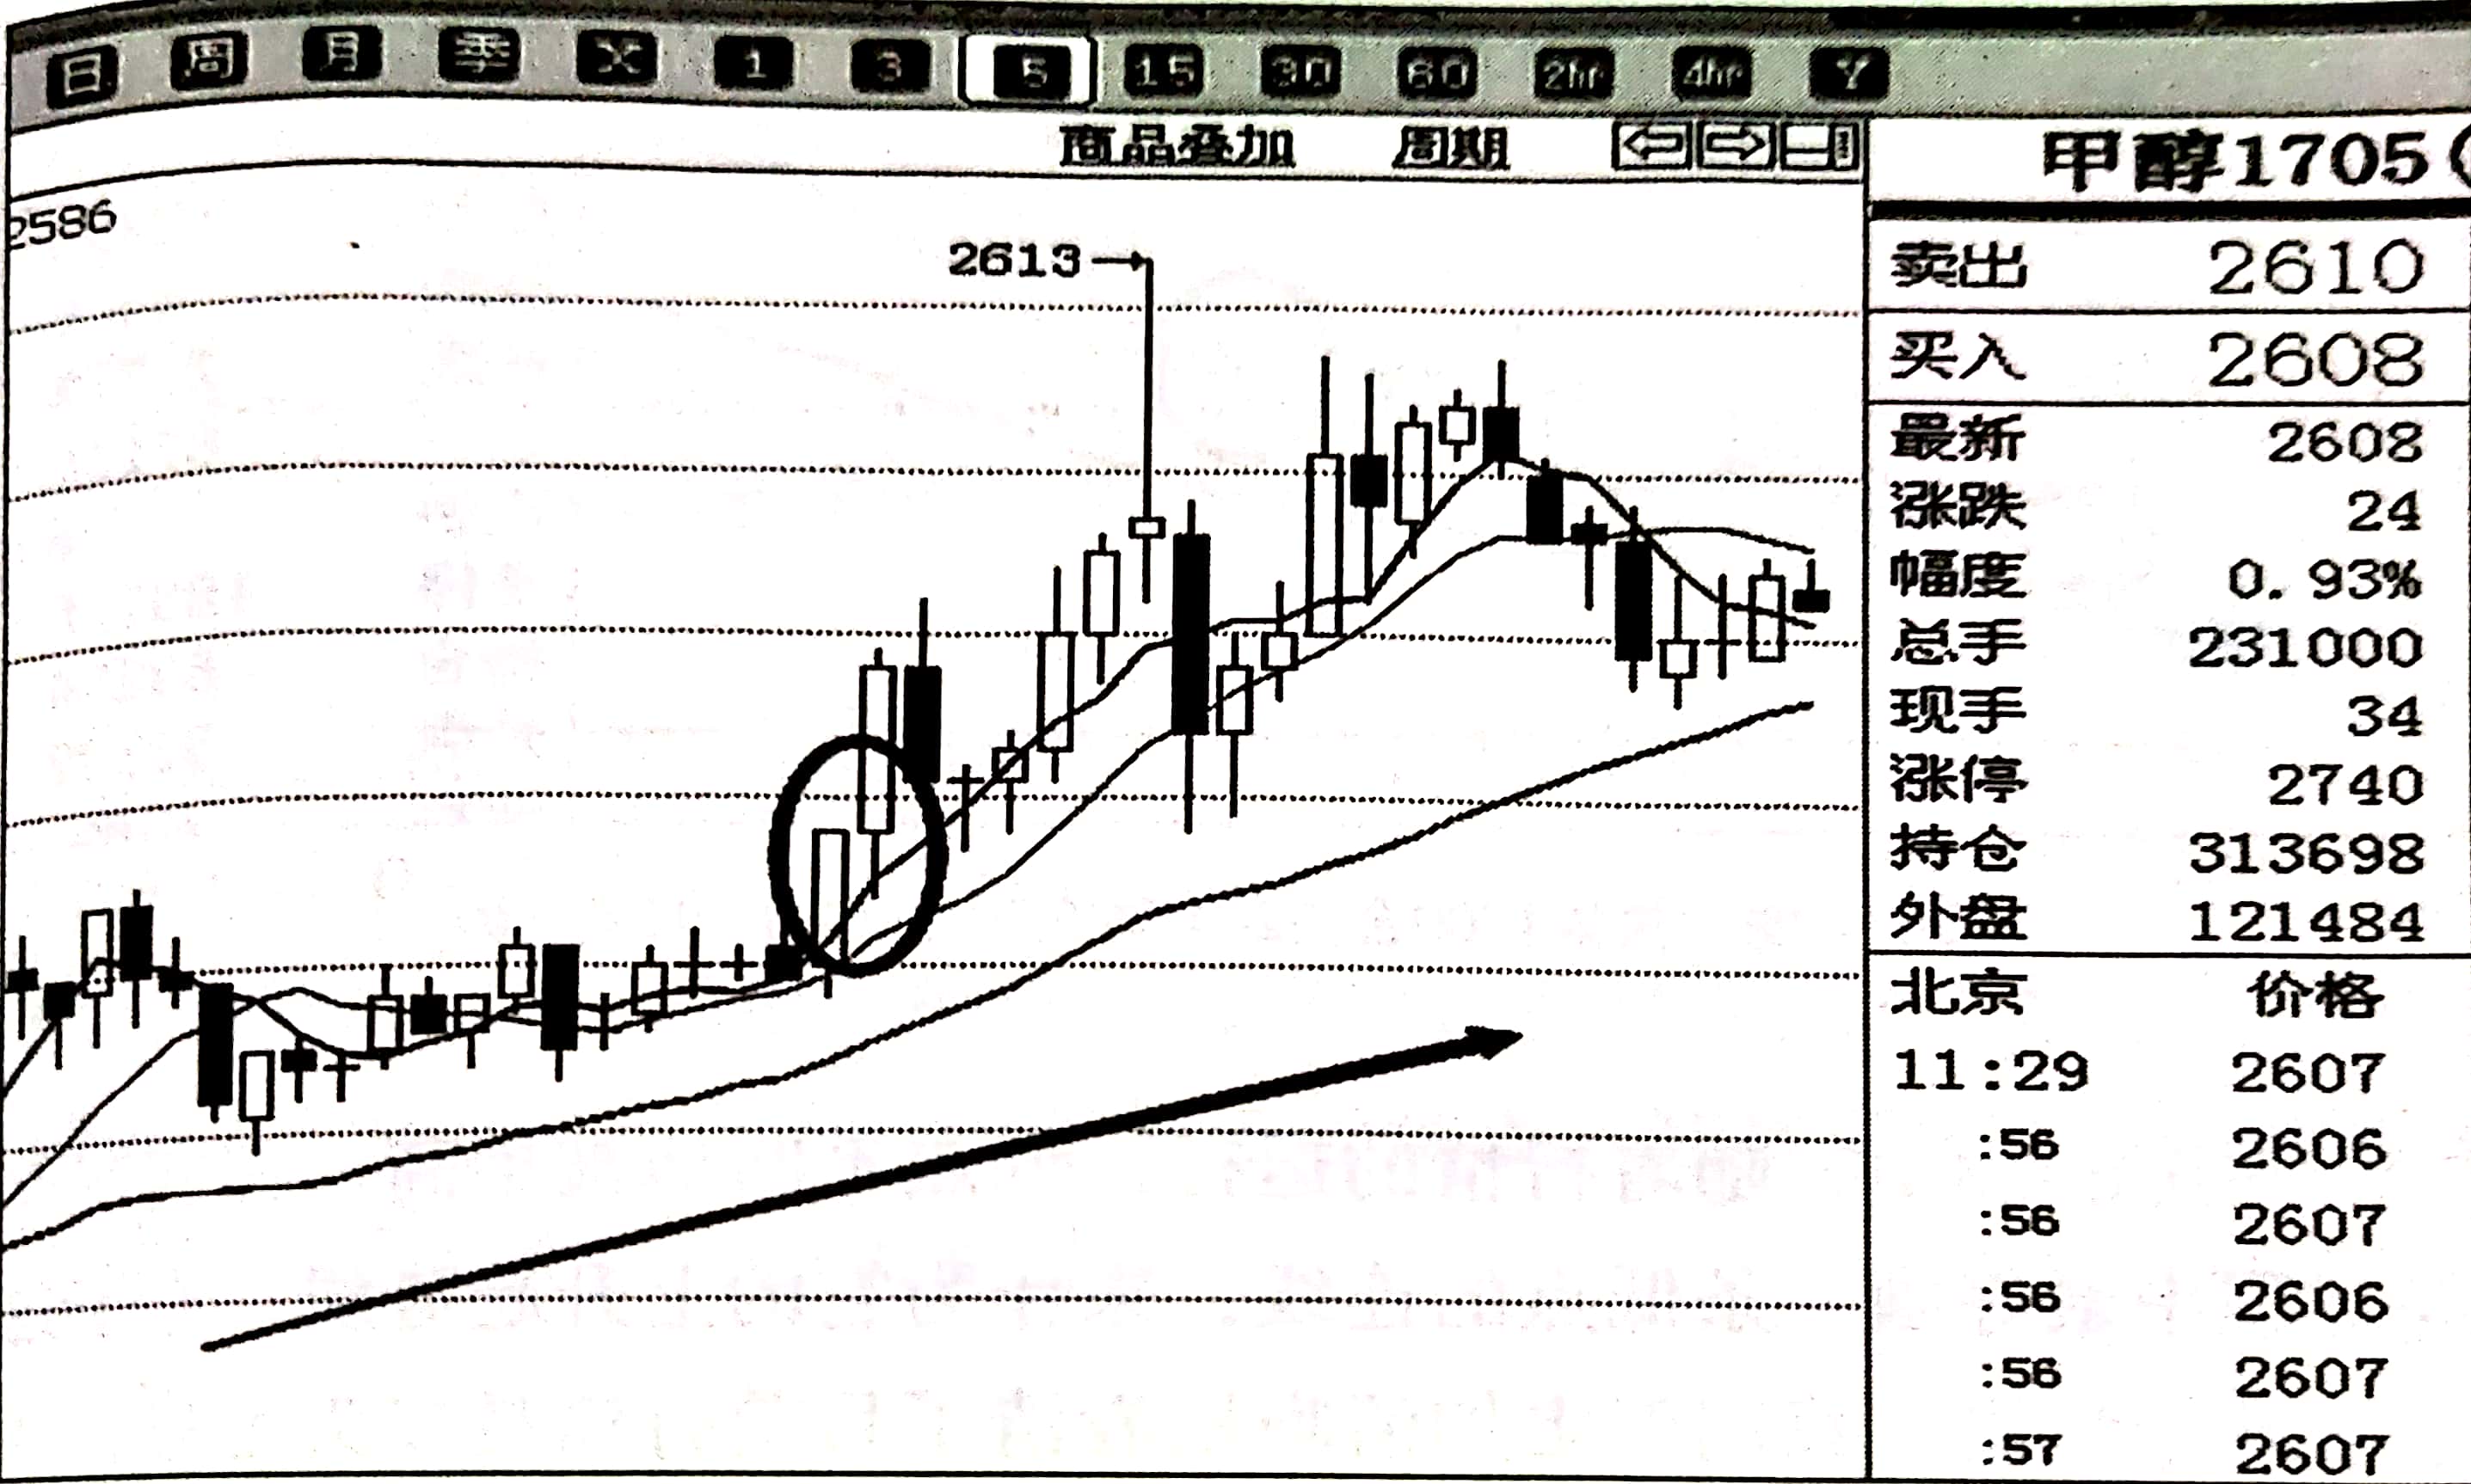 日 周 月 季 X 1 3 5 15 30 60 2hr 4hr Y
商品叠加 周期
甲醇1705(
2586
2613
卖出 2610
买入 2608
最新 2608
涨跌 24
幅度 0.93%
总手 231000
现手 34
涨停 2740
持仓 313698
外盘 121484
北京 价格
11:29 2607
:56 2606
:56 2607
:56 2606
:56 2607
:57 2607